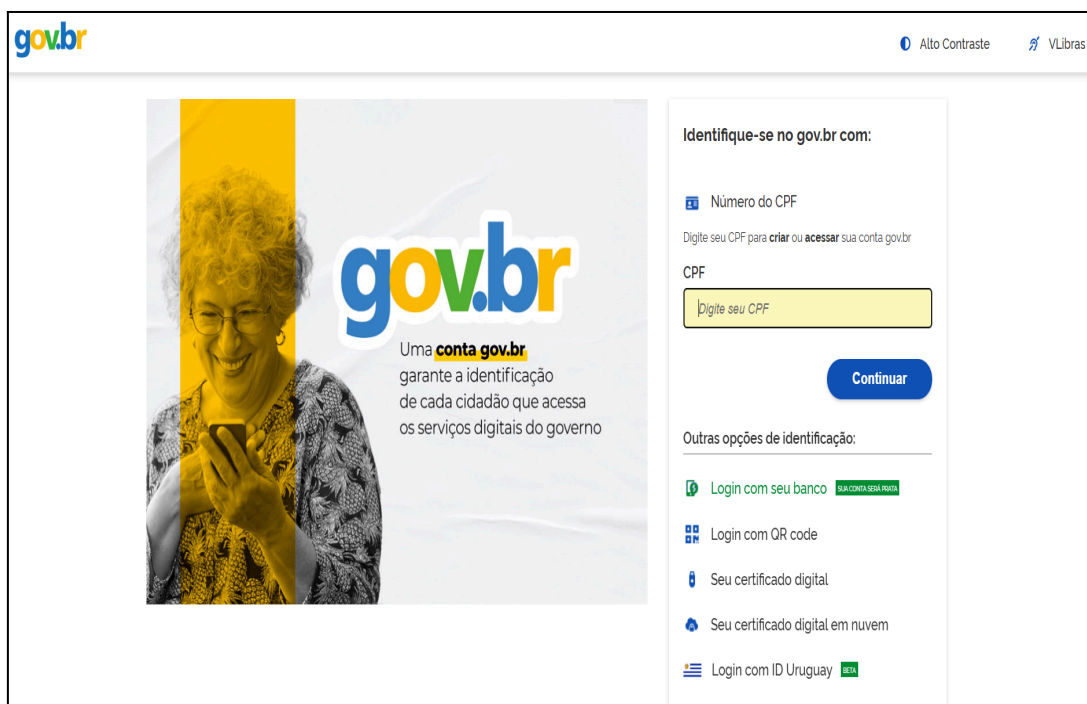 gov.br
Alto Contraste
VLibras
gov.br
Uma conta gov.br
garante a identificação
de cada cidadão que acessa
os serviços digitais do governo
Identifique-se no gov.br com:
Número do CPF
Digite seu CPF para criar ou acessar sua conta gov.br
CPF
Digite seu CPF
Continuar
Outras opções de identificação:
Login com seu banco SUA CONTA SERÁ PRATA
Login com QR code
Seu certificado digital
Seu certificado digital em nuvem
Login com ID Uruguay BETA